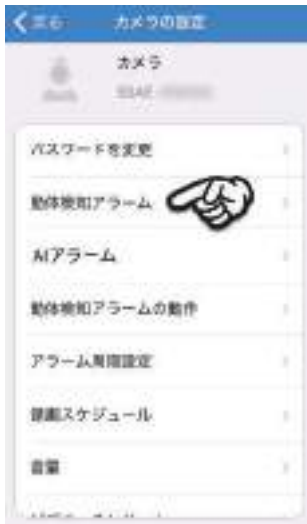 戻る カメラの設定
カメラ
パスワードを変更
動体検知アラーム
AIアラーム
動体検知アラームの動作
アラーム周期設定
録画スケジュール
音量